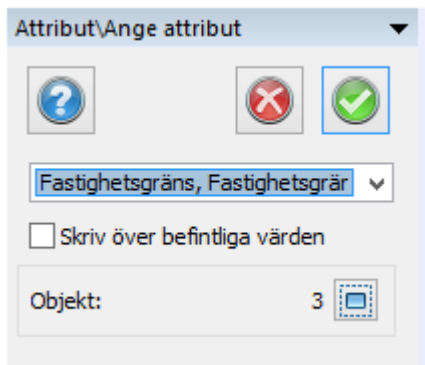 Attribut\Ange attribut
Fastighetsgräns, Fastighetsgrär
Skriv över befintliga värden
Objekt: 3